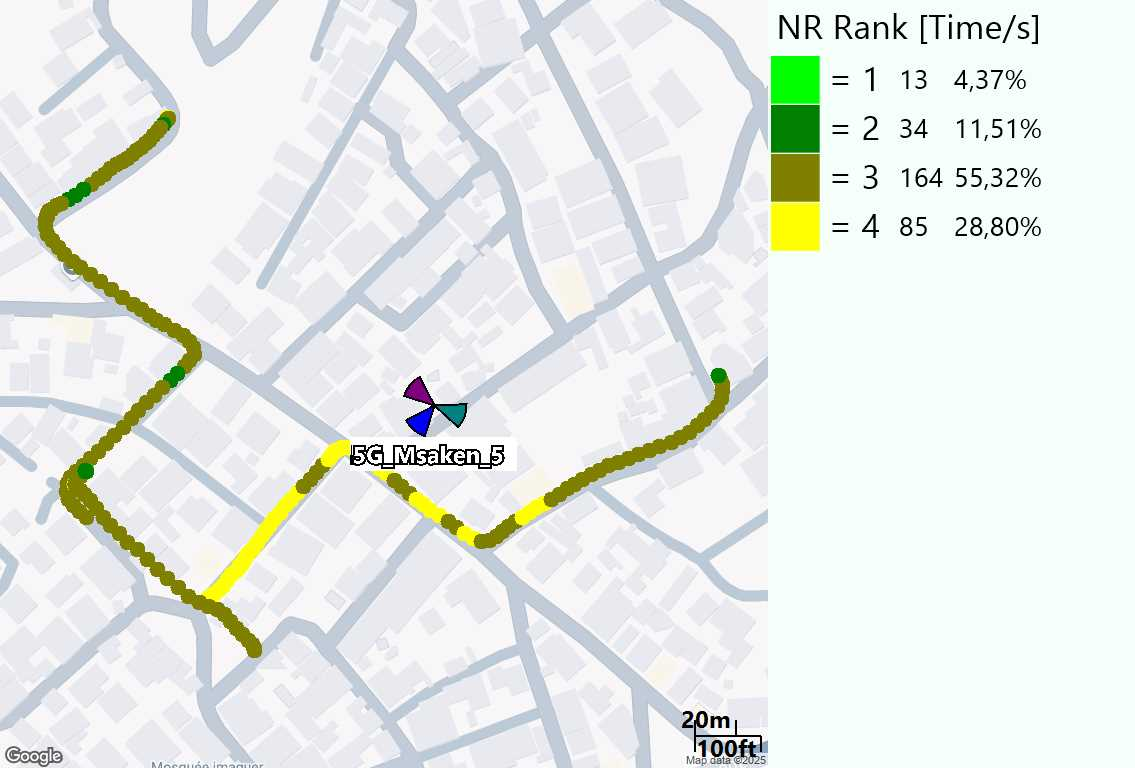 NR Rank [Time/s]
= 1 13 4,37%
= 2 34 11,51%
= 3 164 55,32%
= 4 85 28,80%
5G_Msaken_5
20m
100ft
Google
Mosquée imaguer
Map data ©2025